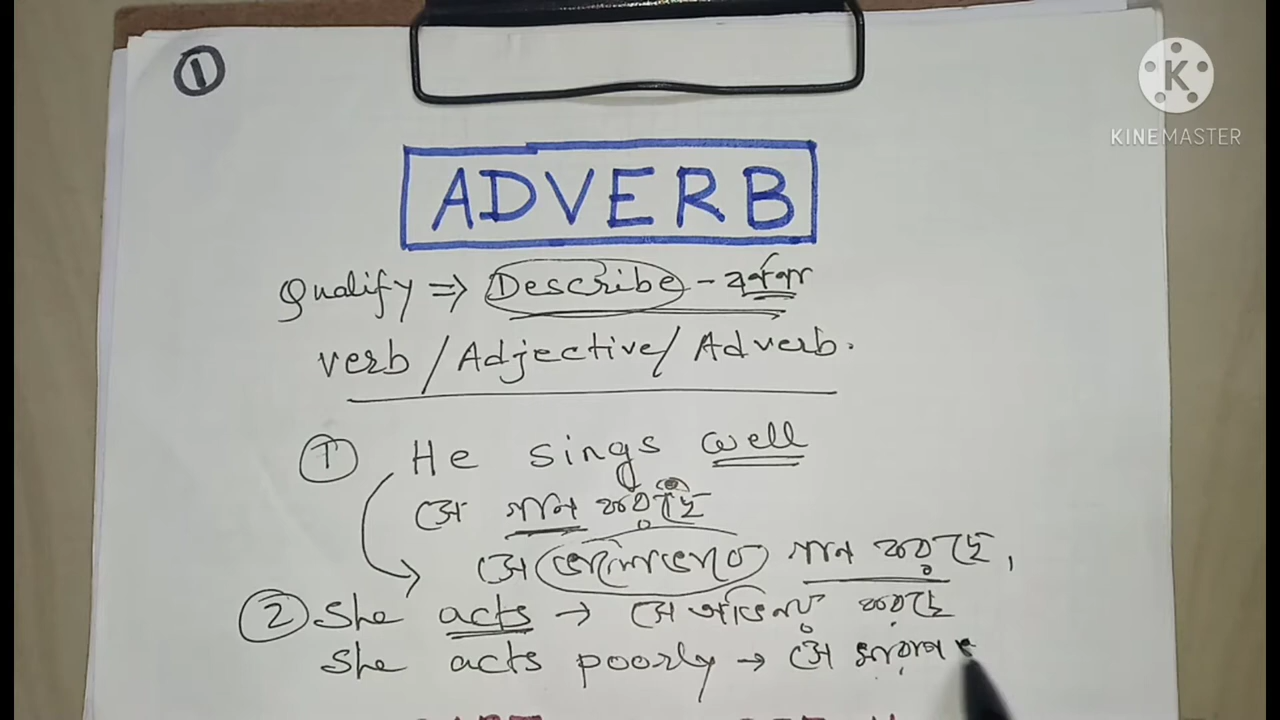 ①
K
KINEMASTER
ADVERB
Qualify => Describe - বর্ণনা
verb / Adjective / Adverb.
① He sings well
সে গান করছে
সে ভালোভাবে গান করছে,
② She acts → সে অভিনয় করছে
She acts poorly → সে খারাপ